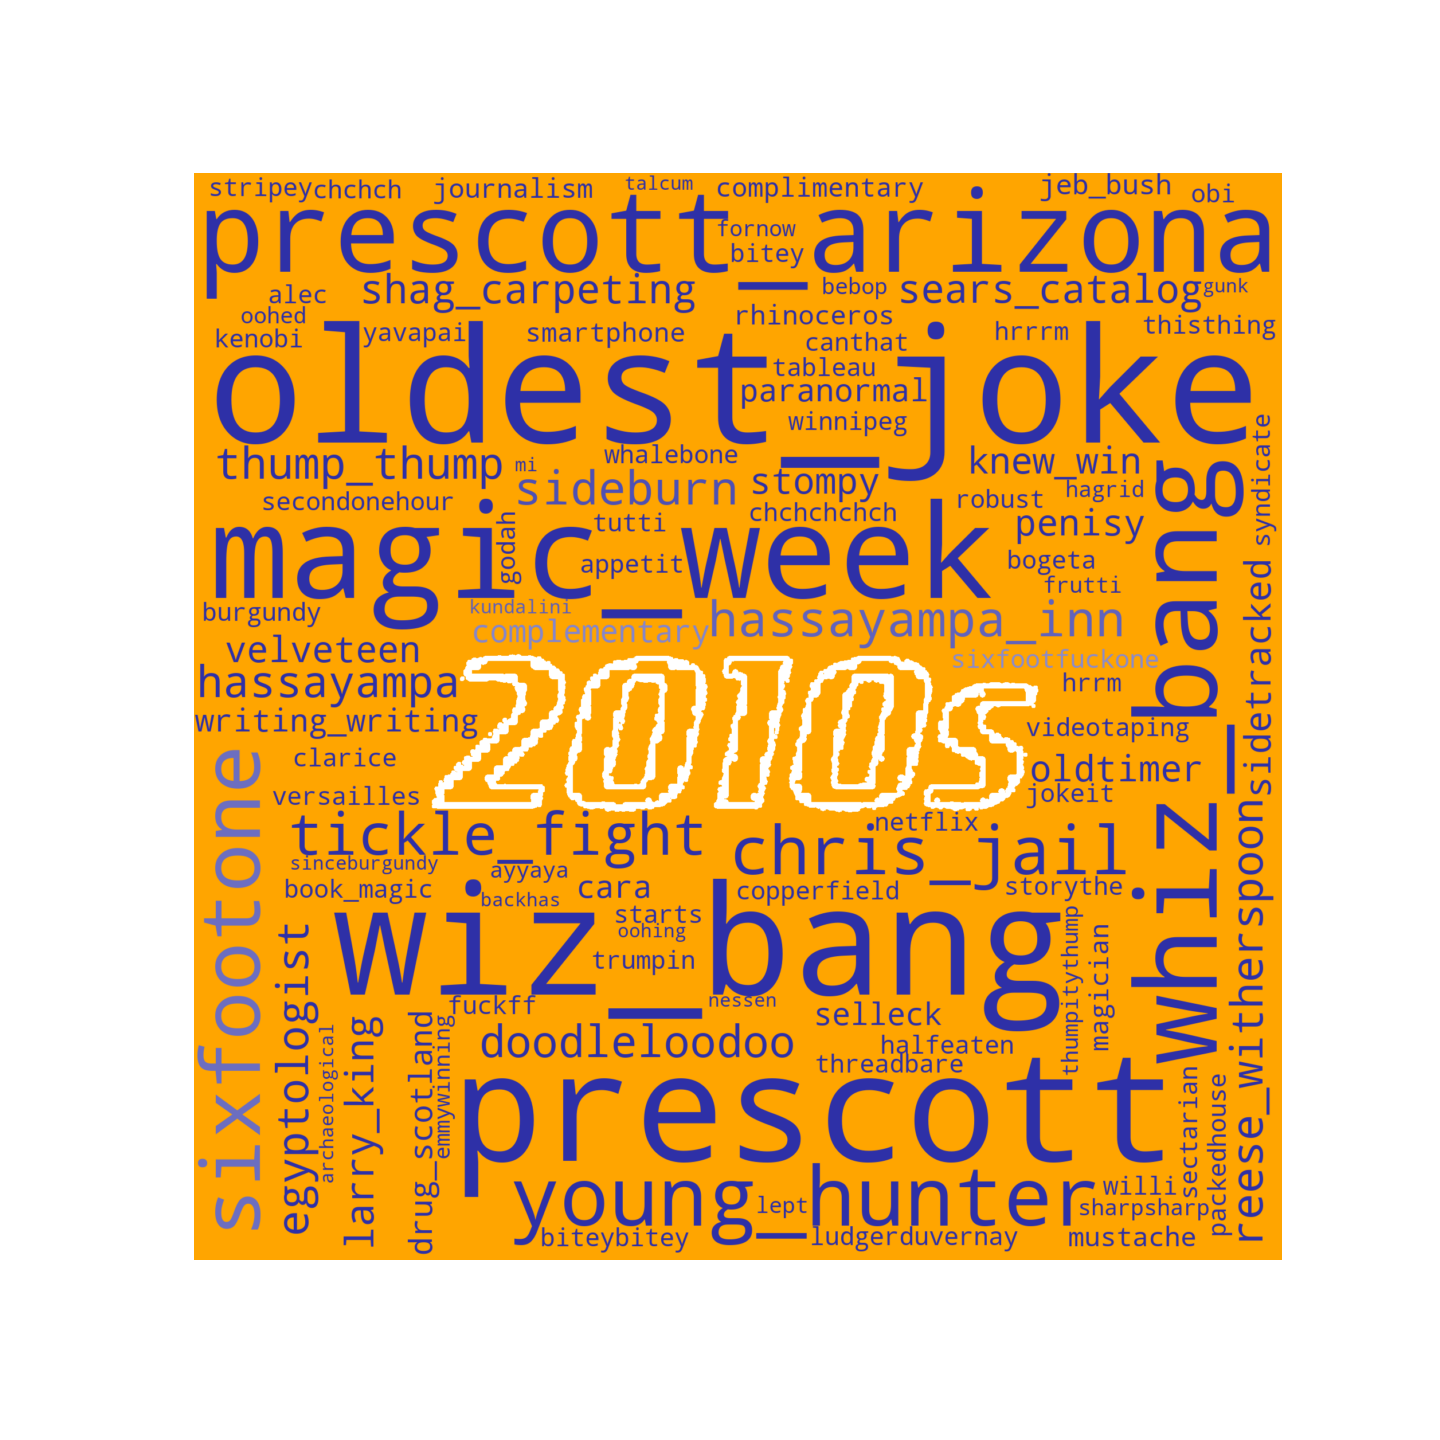 stripeychchch journalism talcum complimentary jeb_bush obi
prescott_arizona
fornow
bitey
alec shag_carpeting bebop sears_catalog gunk
oohed
kenobi yavapai smartphone rhinoceros hrrrm thisthing
canthat
oldest_joke
tableau
paranormal
winnipeg
thump_thump mi whalebone knew_win syndicate
sideburn stompy hagrid
secondonehour robust
chchchchch penisy
magic_week
godah tutti
appetit bogeta
frutti
burgundy kundalini
complementary hassayampa_inn
velveteen sixfootfuckone
hassayampa hrrm
2010s
writing_writing videotaping
clarice oldtimer
versailles jokeit
whiz_bang
sidetracked
sixfootone
tickle_fight netflix
chris_jail
sinceburgundy ayyaya
book_magic backhas cara copperfield storythe
wiz_bang
starts
oohing
trumpin
fuckff nessen
selleck
thumpitythump
magician
reese_witherspoon
egyptologist
archaeological
larry_king
drug_scotland
emmywinning
doodleloodoo halfeaten
threadbare
prescott
sectarian
packedhouse
young_hunter
lept willi
sharpsharp
biteybitey ludgerduvernay mustache